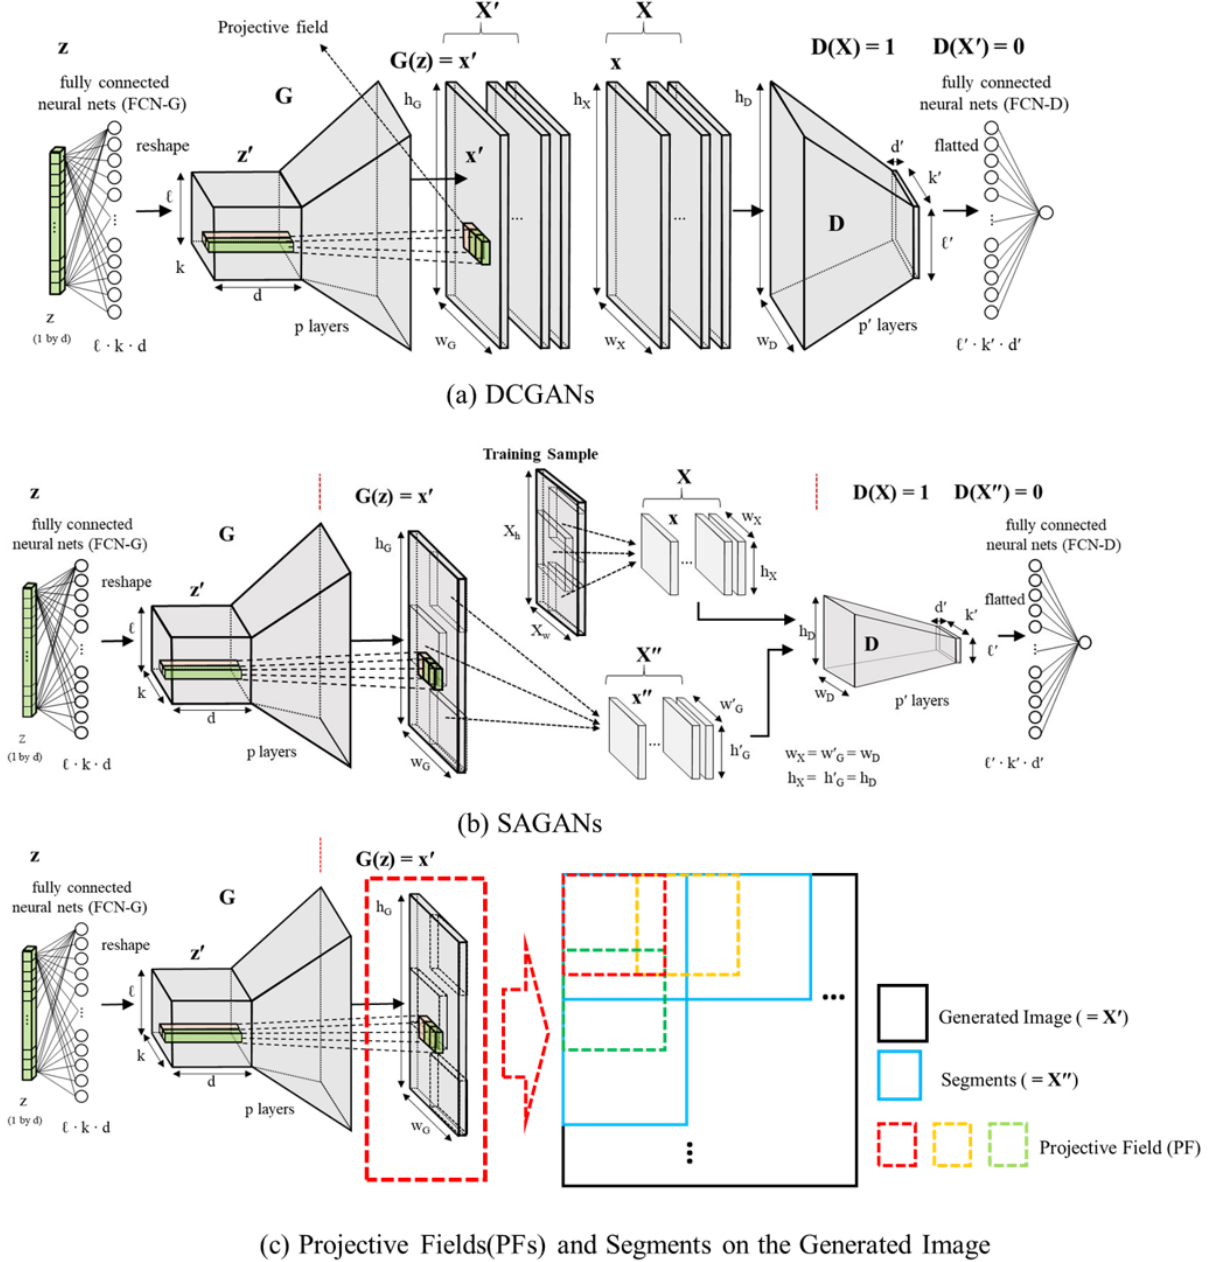 Projective field
X′
X
z
fully connected
neural nets (FCN-G)
G
G(z) = x′
x
D(X) = 1
D(X′) = 0
fully connected
neural nets (FCN-D)
reshape
z′
ℓ
k
d
p layers
h_G
x′
...
w_G
h_X
...
w_X
h_D
D
w_D
d′
k′
ℓ′
p′ layers
flatted
z
(1 by d)
ℓ · k · d
ℓ′ · k′ · d′
(a) DCGANs
Training Sample
z
fully connected
neural nets (FCN-G)
G
G(z) = x′
X
D(X) = 1
D(X″) = 0
fully connected
neural nets (FCN-D)
reshape
z′
ℓ
k
d
p layers
h_G
w_G
X_h
X_w
x
...
w_X
h_X
X″
x″
...
w′_G
h′_G
h_D
D
w_D
d′
k′
ℓ′
p′ layers
flatted
w_X = w′_G = w_D
h_X = h′_G = h_D
z
(1 by d)
ℓ · k · d
ℓ′ · k′ · d′
(b) SAGANs
z
fully connected
neural nets (FCN-G)
G
G(z) = x′
reshape
z′
ℓ
k
d
p layers
h_G
w_G
z
(1 by d)
ℓ · k · d
...
Generated Image ( = X′)
Segments ( = X″)
Projective Field (PF)
(c) Projective Fields(PFs) and Segments on the Generated Image